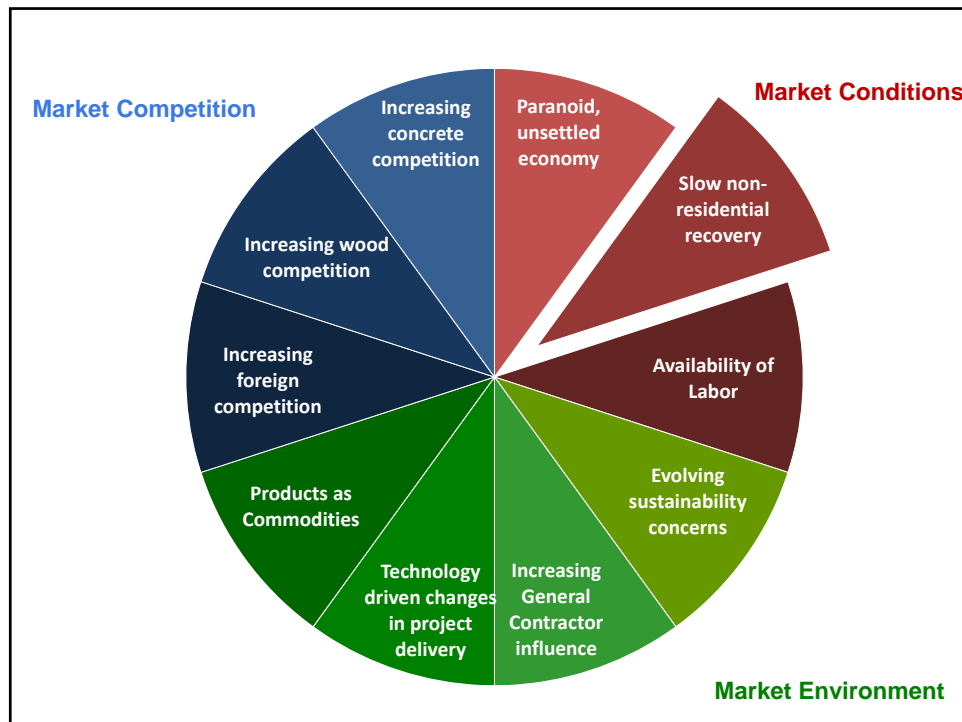 Market Competition
Market Conditions
Increasing
concrete
competition
Paranoid,
unsettled
economy
Slow non-
residential
recovery
Increasing wood
competition
Availability of
Labor
Increasing
foreign
competition
Evolving
sustainability
concerns
Products as
Commodities
Technology
driven changes
in project
delivery
Increasing
General
Contractor
influence
Market Environment